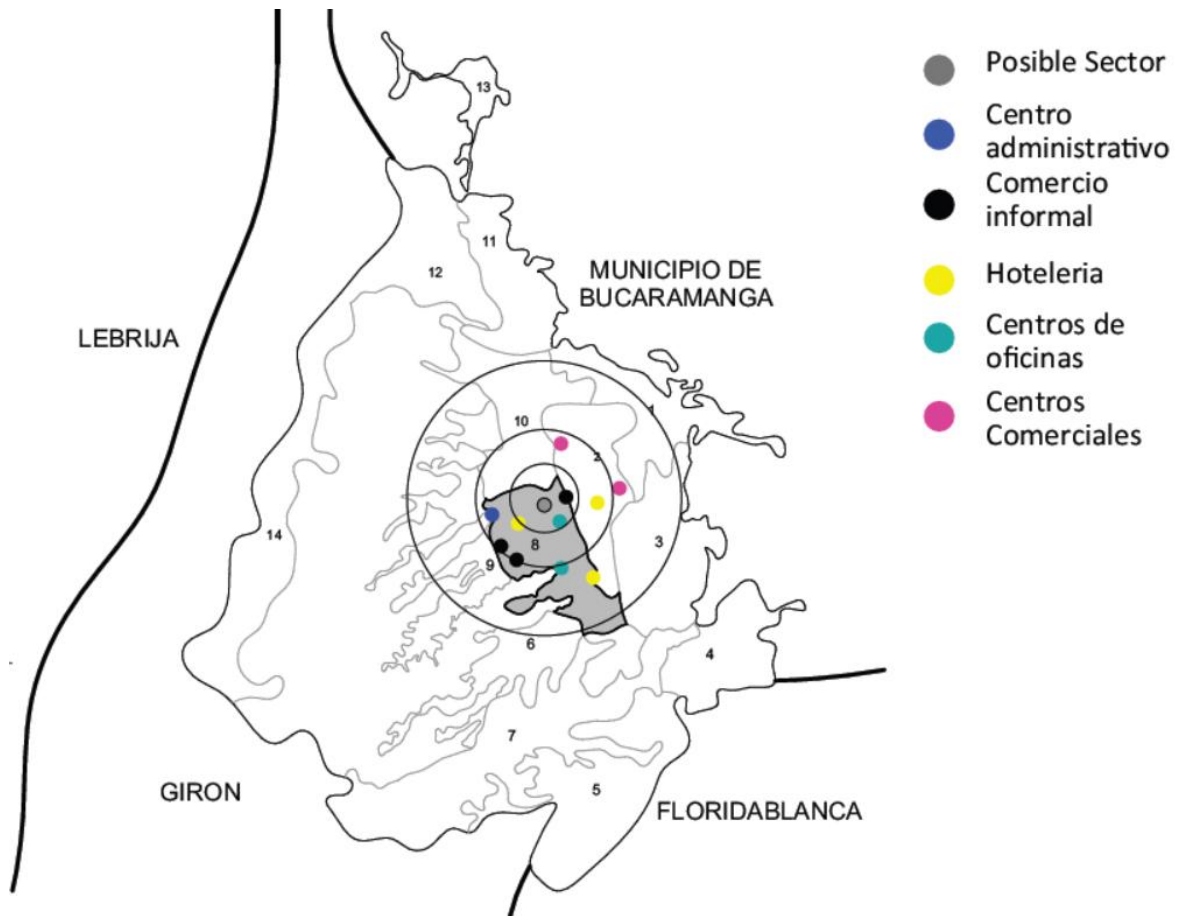 Posible Sector
Centro
administrativo
Comercio
informal
Hoteleria
Centros de
oficinas
Centros
Comerciales
13
11
12
MUNICIPIO DE
BUCARAMANGA
LEBRIJA
1
10
2
14
3
8
9
6
4
7
5
GIRON
FLORIDABLANCA